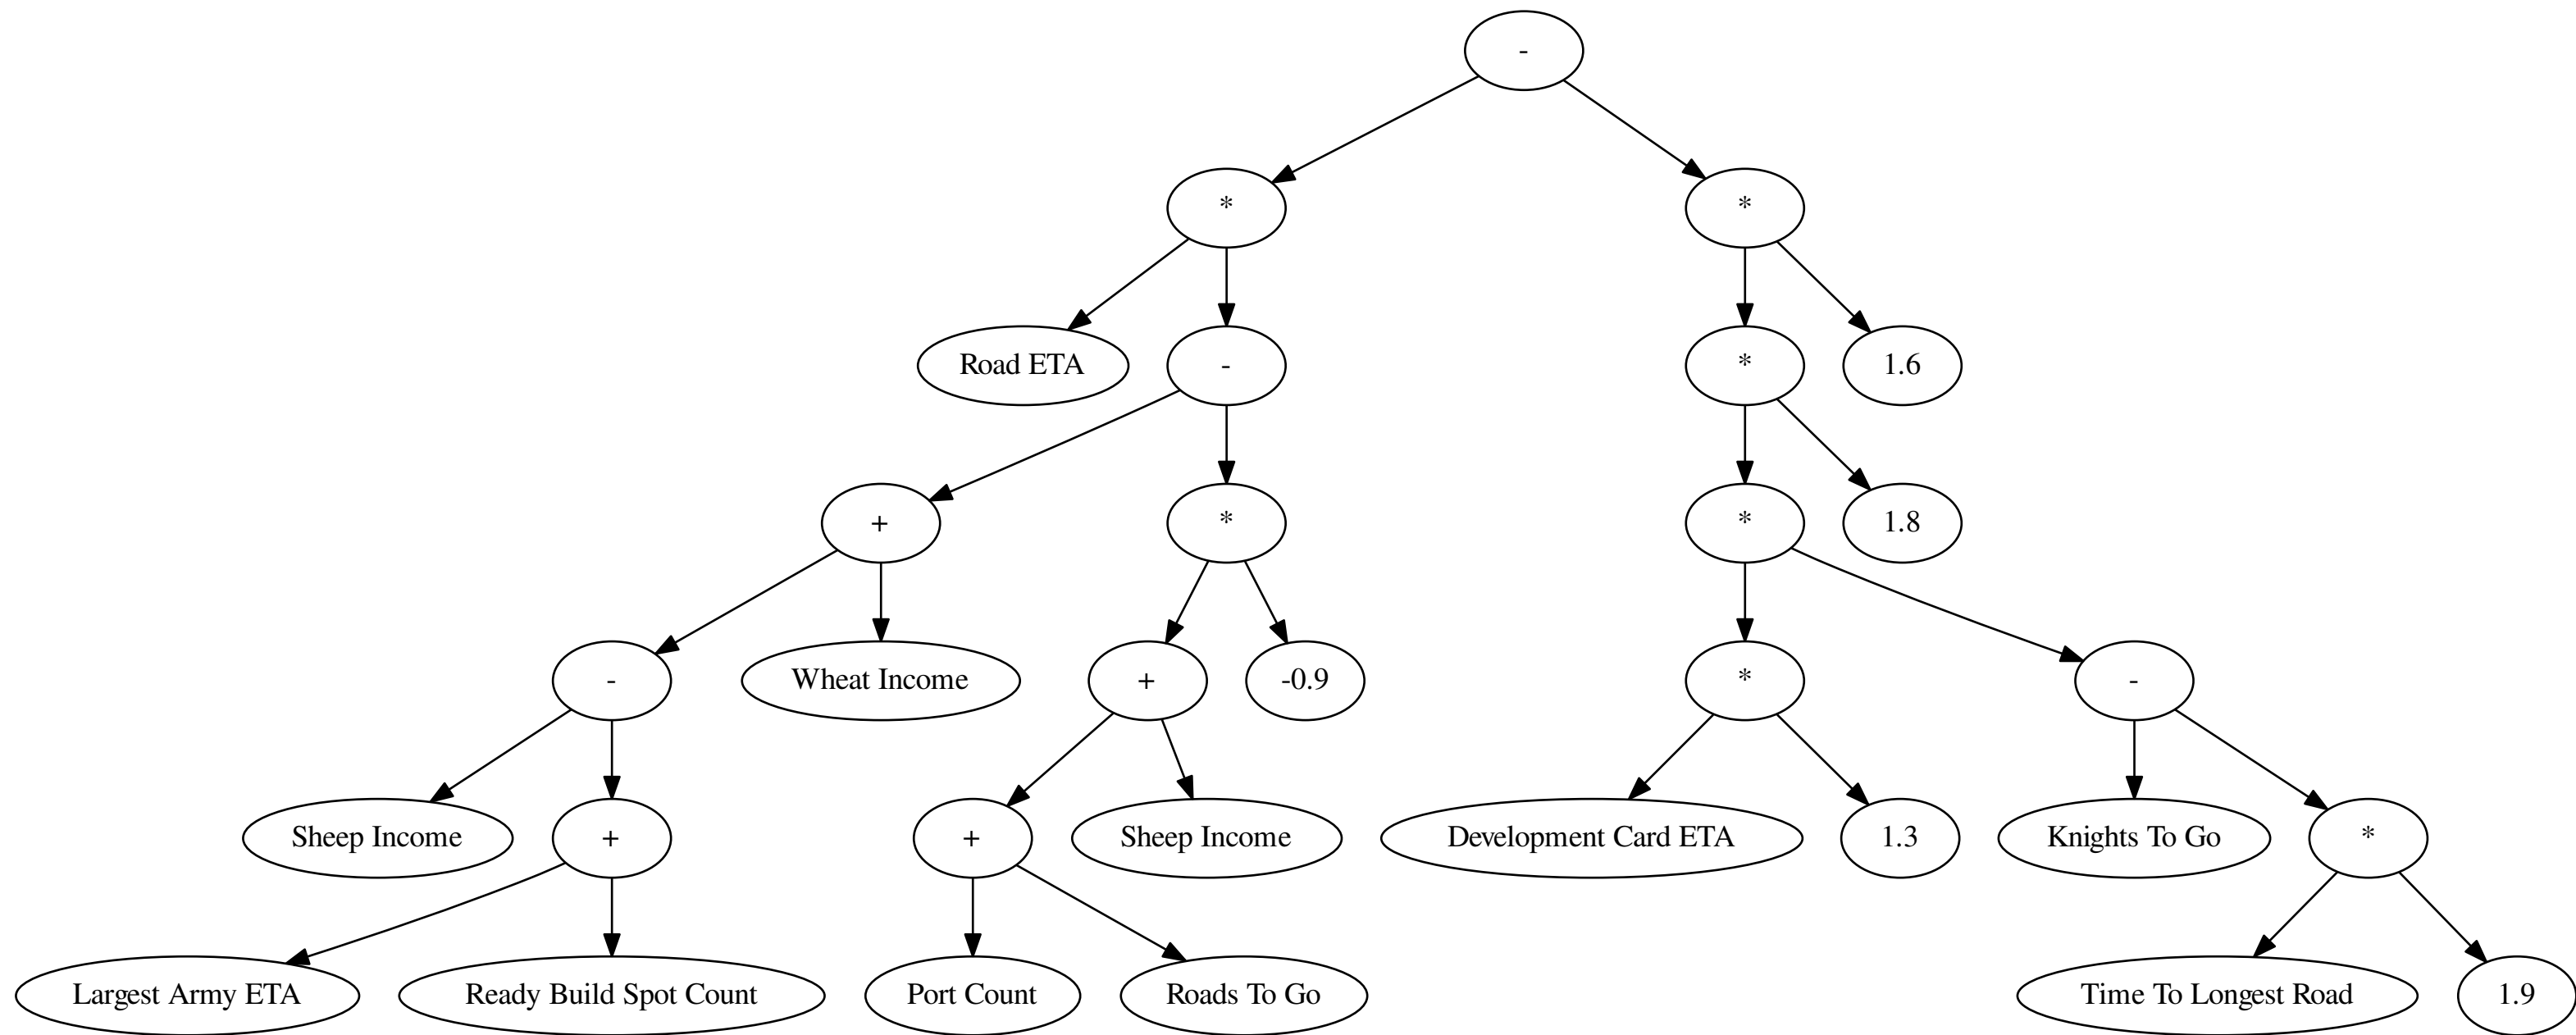 -
*
*
Road ETA
-
*
1.6
+
*
*
1.8
-
Wheat Income
+
-0.9
*
-
Sheep Income
+
+
Sheep Income
Development Card ETA
1.3
Knights To Go
*
Largest Army ETA
Ready Build Spot Count
Port Count
Roads To Go
Time To Longest Road
1.9